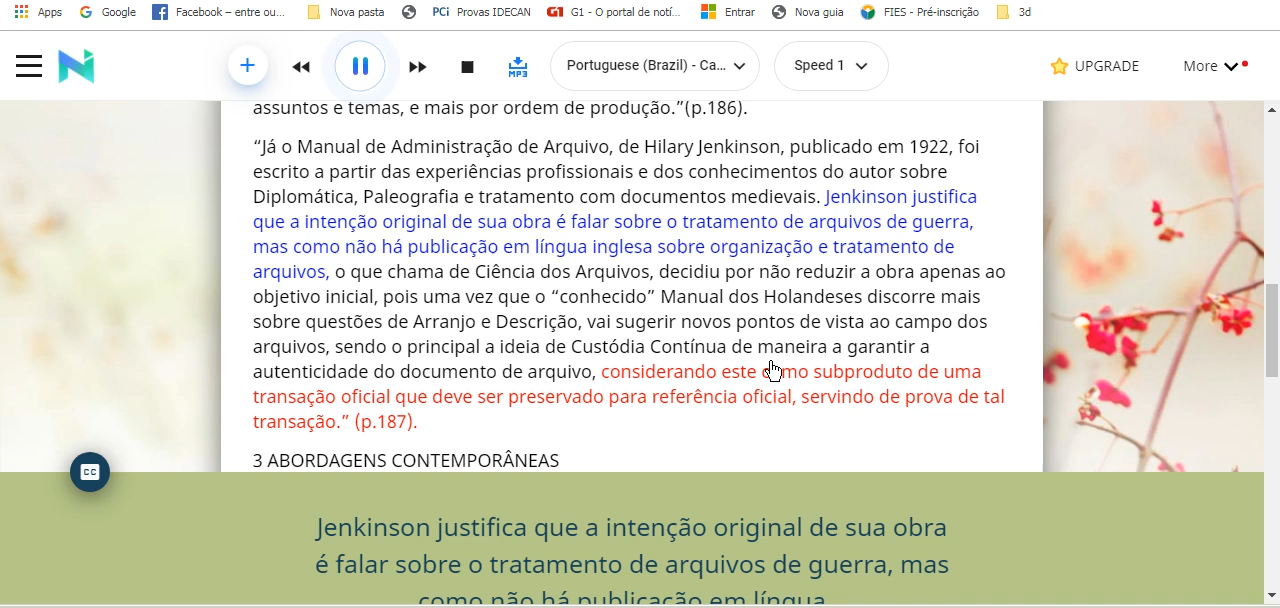 Apps Google Facebook – entre ou... Nova pasta PCi Provas IDECAN G1 G1 - O portal de notí... Entrar Nova guia FIES - Pré-inscrição 3d
MP3 Portuguese (Brazil) - Ca... Speed 1 UPGRADE More
assuntos e temas, e mais por ordem de produção.”(p.186).
“Já o Manual de Administração de Arquivo, de Hilary Jenkinson, publicado em 1922, foi
escrito a partir das experiências profissionais e dos conhecimentos do autor sobre
Diplomática, Paleografia e tratamento com documentos medievais. Jenkinson justifica
que a intenção original de sua obra é falar sobre o tratamento de arquivos de guerra,
mas como não há publicação em língua inglesa sobre organização e tratamento de
arquivos, o que chama de Ciência dos Arquivos, decidiu por não reduzir a obra apenas ao
objetivo inicial, pois uma vez que o “conhecido” Manual dos Holandeses discorre mais
sobre questões de Arranjo e Descrição, vai sugerir novos pontos de vista ao campo dos
arquivos, sendo o principal a ideia de Custódia Contínua de maneira a garantir a
autenticidade do documento de arquivo, considerando este como subproduto de uma
transação oficial que deve ser preservado para referência oficial, servindo de prova de tal
transação.” (p.187).
3 ABORDAGENS CONTEMPORÂNEAS
CC
Jenkinson justifica que a intenção original de sua obra
é falar sobre o tratamento de arquivos de guerra, mas
como não há publicação em língua